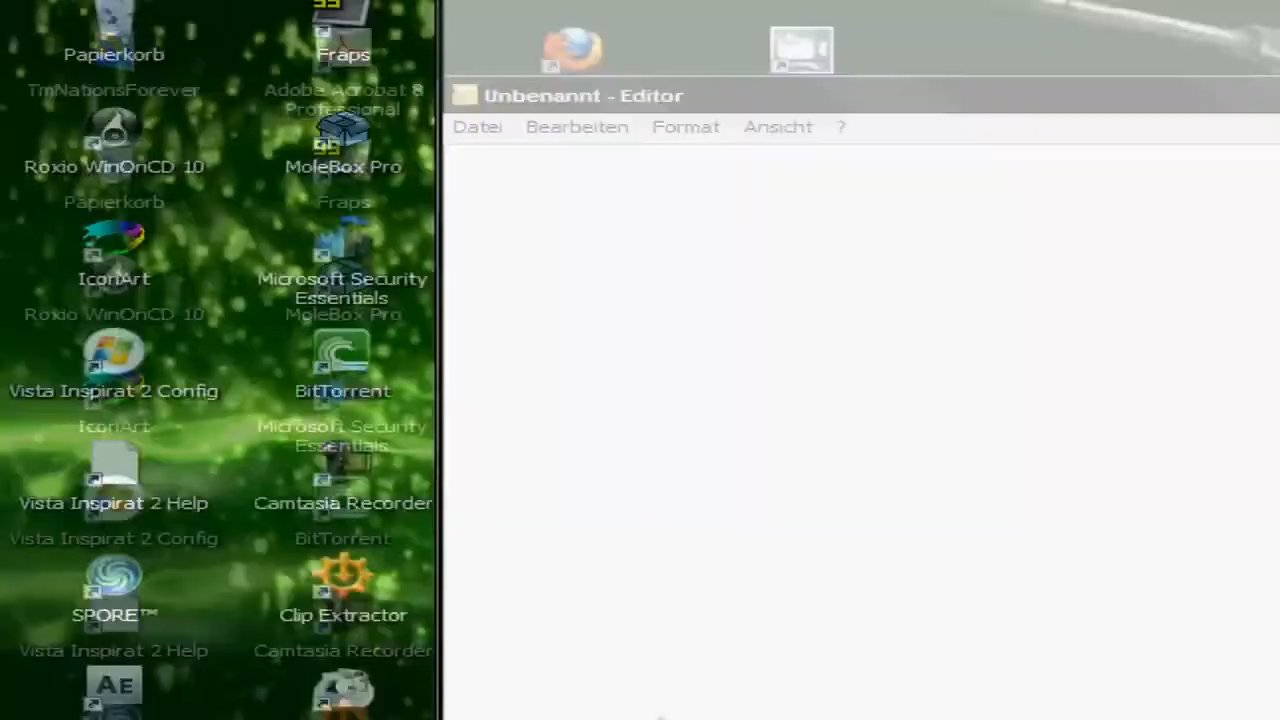 Papierkorb
Fraps
TmNationsForever
Adobe Acrobat 8
Professional
Roxio WinOnCD 10
MoleBox Pro
Papierkorb
Fraps
IconArt
Microsoft Security
Essentials
Roxio WinOnCD 10
MoleBox Pro
Vista Inspirat 2 Config
BitTorrent
IconArt
Microsoft Security
Essentials
Vista Inspirat 2 Help
Camtasia Recorder
Vista Inspirat 2 Config
BitTorrent
SPORE™
Clip Extractor
Vista Inspirat 2 Help
Camtasia Recorder
AE
Unbenannt - Editor
Datei Bearbeiten Format Ansicht ?